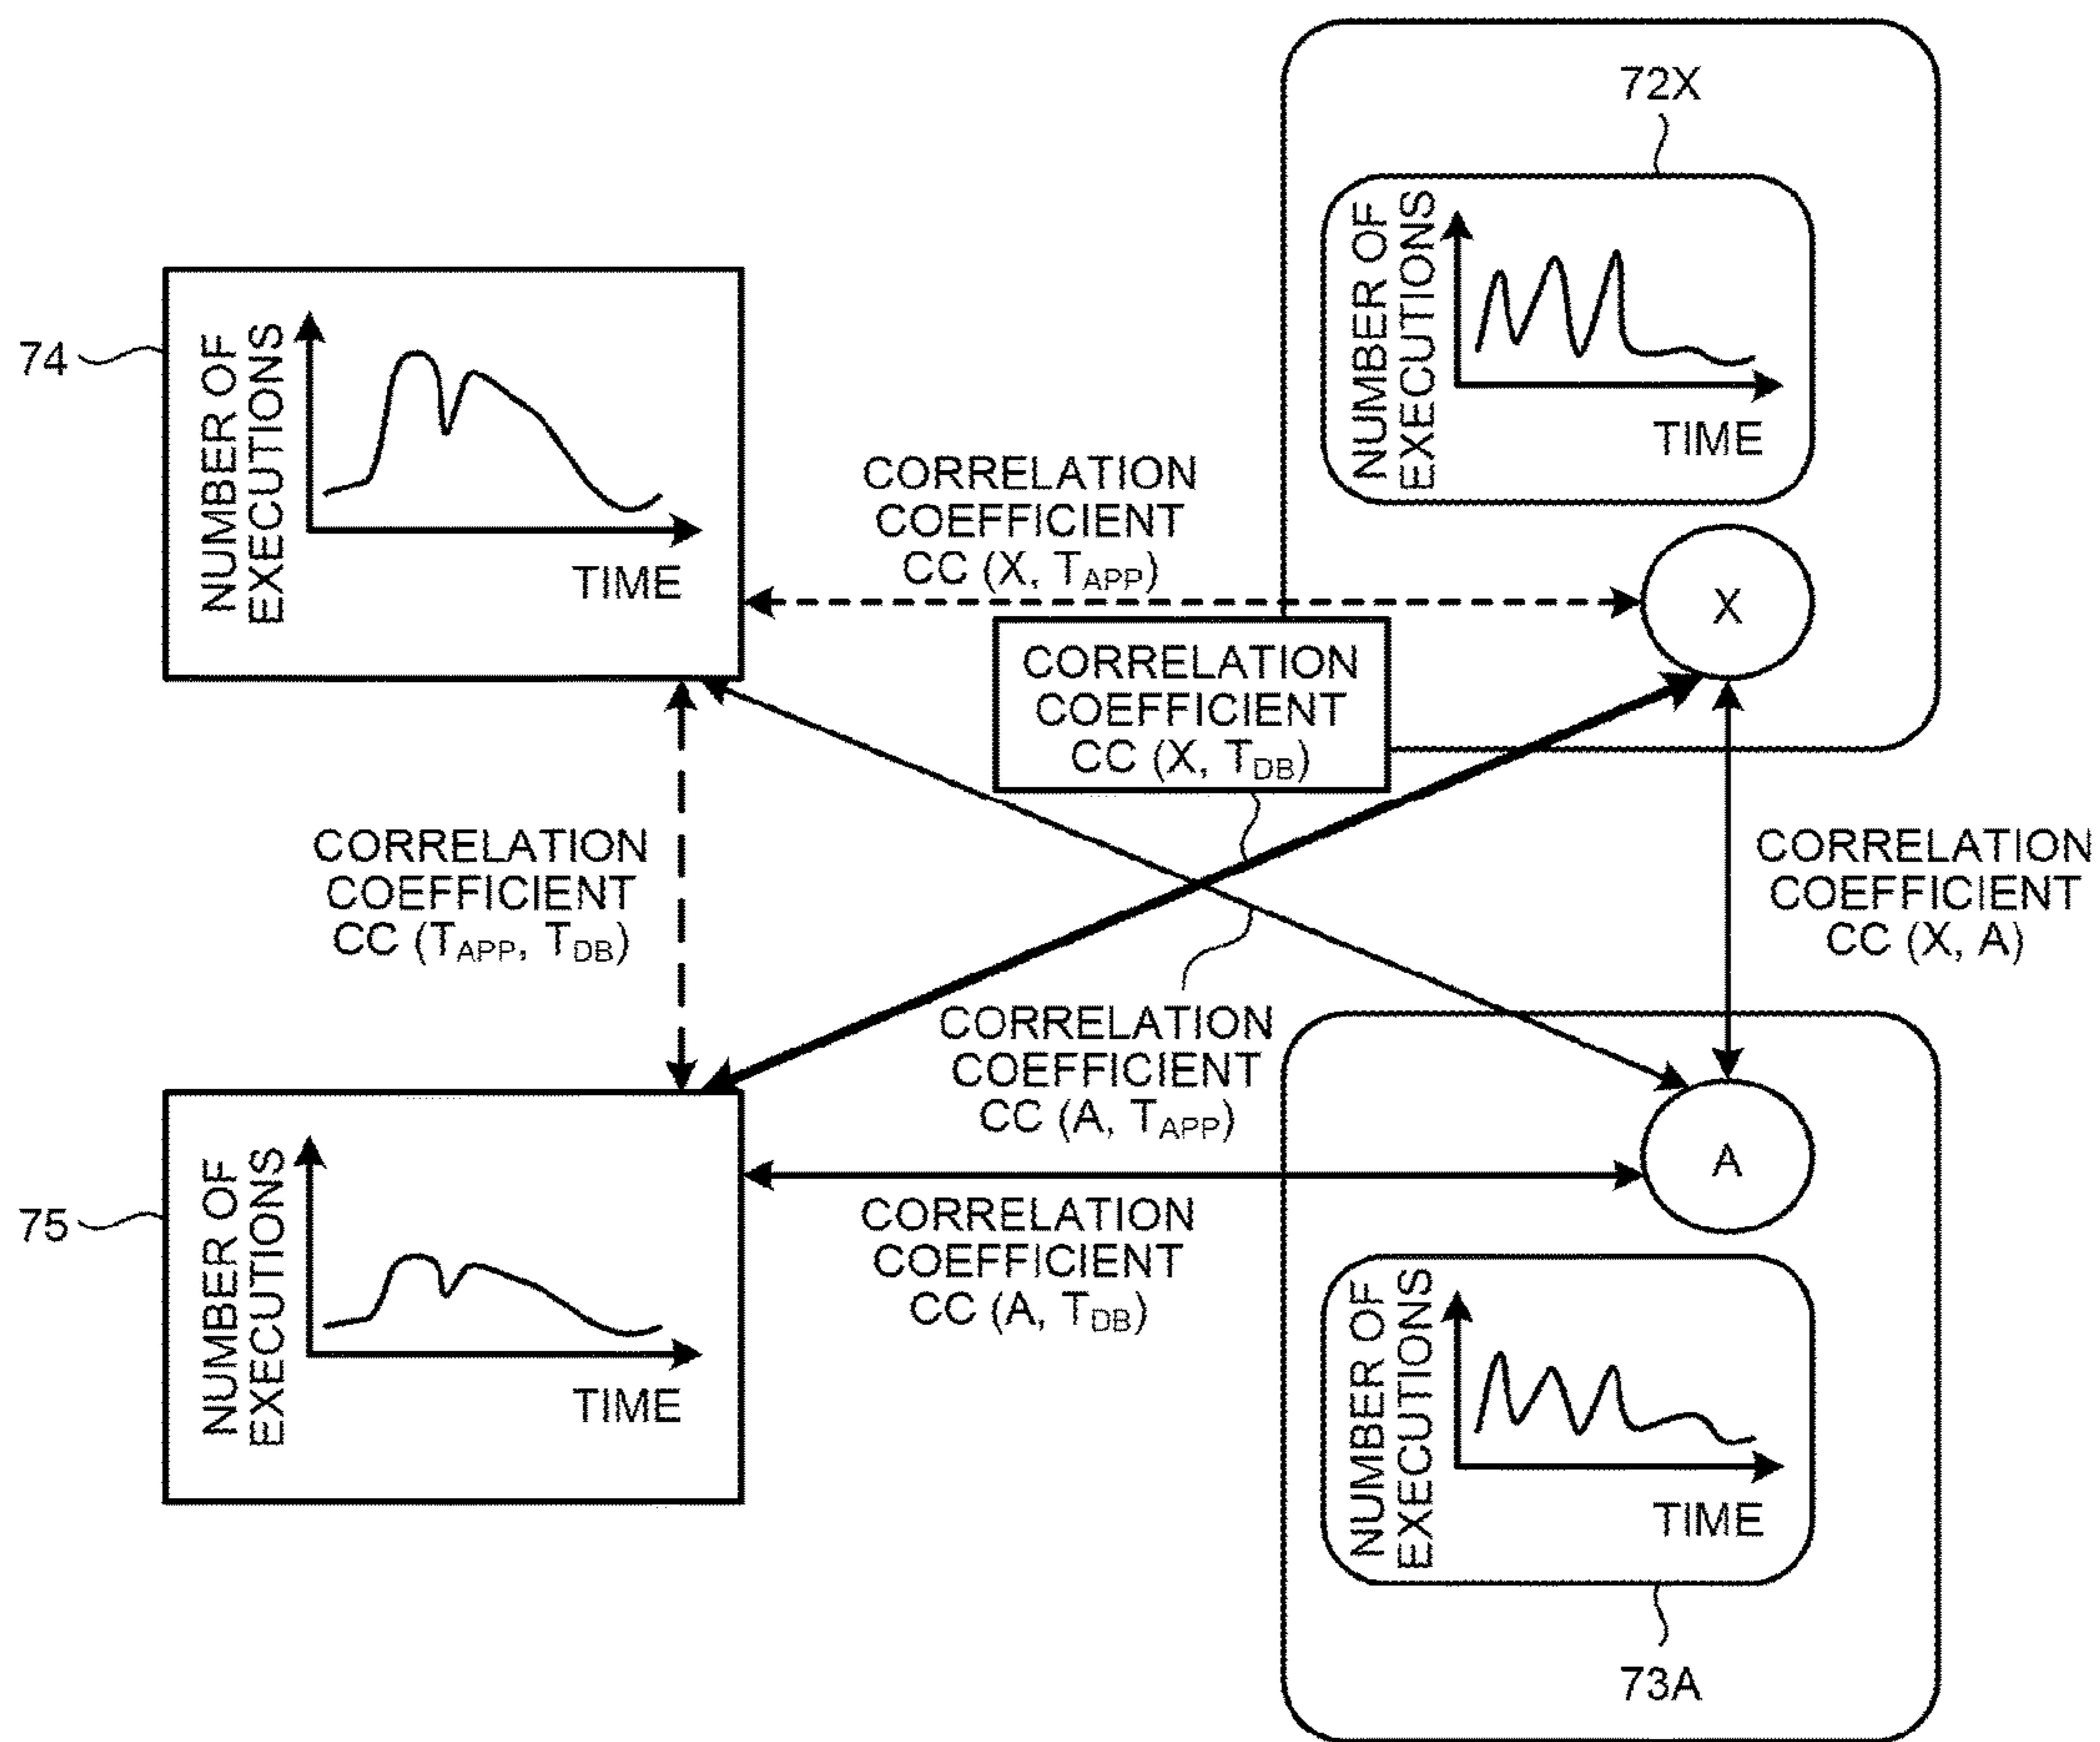 72X
NUMBER OF
EXECUTIONS
TIME
X
74
NUMBER OF
EXECUTIONS
TIME
CORRELATION
COEFFICIENT
CC (X, TAPP)
CORRELATION
COEFFICIENT
CC (X, TDB)
CORRELATION
COEFFICIENT
CC (TAPP, TDB)
CORRELATION
COEFFICIENT
CC (X, A)
CORRELATION
COEFFICIENT
CC (A, TAPP)
75
NUMBER OF
EXECUTIONS
TIME
CORRELATION
COEFFICIENT
CC (A, TDB)
A
NUMBER OF
EXECUTIONS
TIME
73A